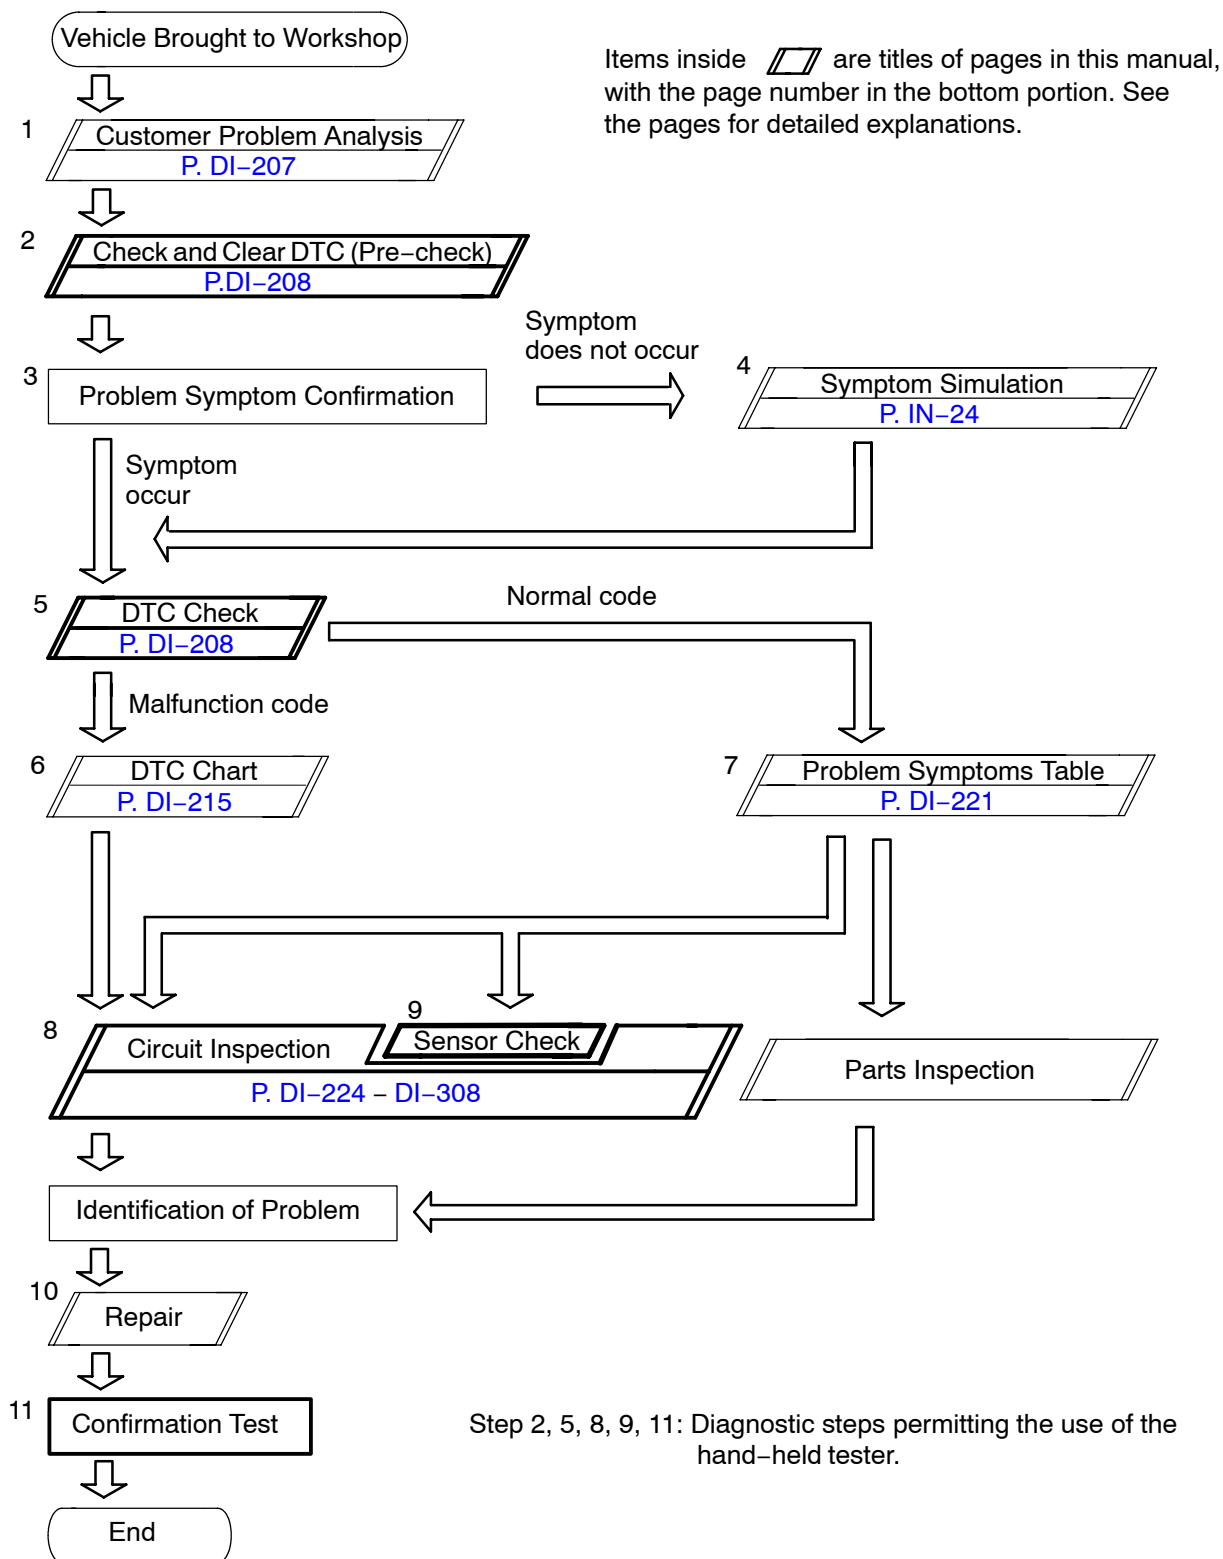 Vehicle Brought to Workshop
Items inside are titles of pages in this manual,
with the page number in the bottom portion. See
the pages for detailed explanations.
1
Customer Problem Analysis
P. DI−207
2
Check and Clear DTC (Pre−check)
P.DI−208
Symptom
does not occur
3
Problem Symptom Confirmation
4
Symptom Simulation
P. IN−24
Symptom
occur
5
DTC Check
P. DI−208
Normal code
Malfunction code
6
DTC Chart
P. DI−215
7
Problem Symptoms Table
P. DI−221
8
Circuit Inspection
9
Sensor Check
P. DI−224 − DI−308
Parts Inspection
Identification of Problem
10
Repair
11
Confirmation Test
Step 2, 5, 8, 9, 11: Diagnostic steps permitting the use of the
hand−held tester.
End